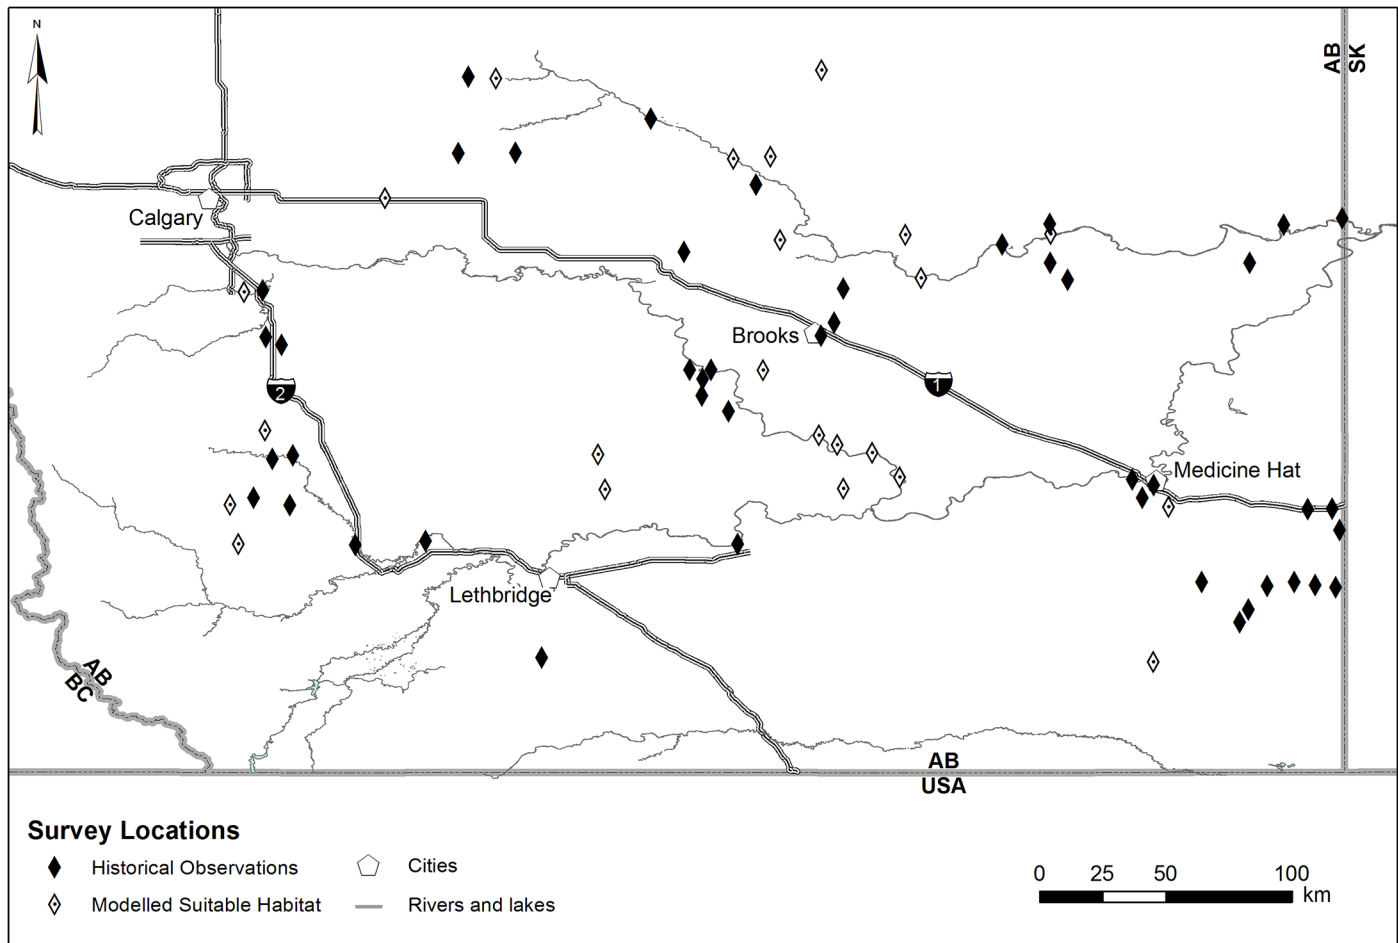 N
AB
SK
Calgary
Brooks
1
2
Medicine Hat
Lethbridge
AB
BC
AB
USA
Survey Locations
Historical Observations
Cities
Modelled Suitable Habitat
Rivers and lakes
0 25 50 100
km